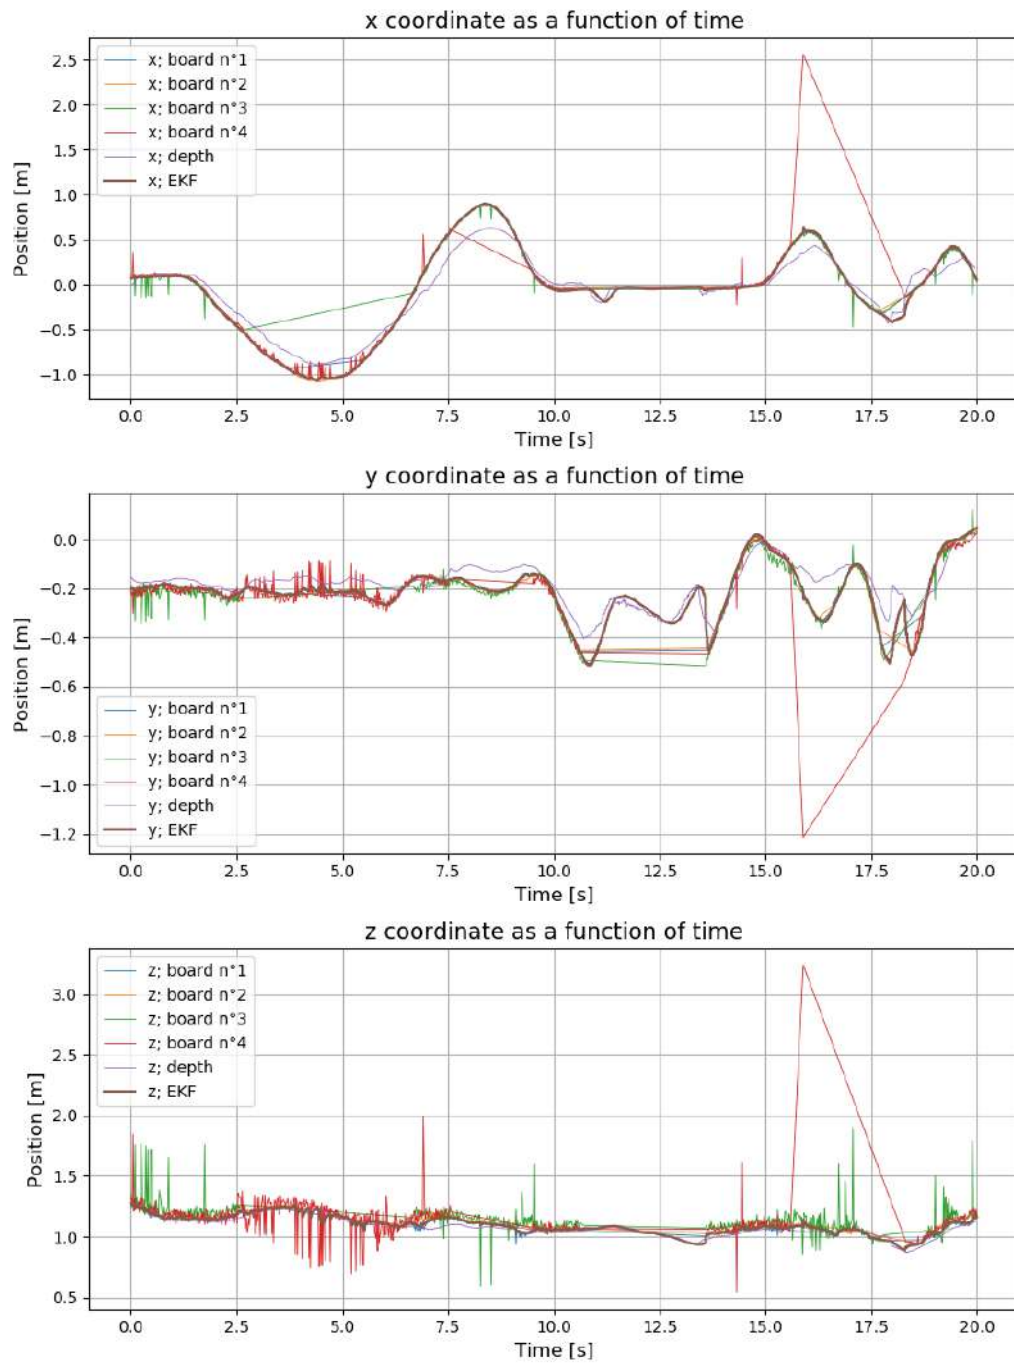 x coordinate as a function of time
2.5
2.0
1.5
1.0
0.5
0.0
−0.5
−1.0
Position [m]
x; board n°1
x; board n°2
x; board n°3
x; board n°4
x; depth
x; EKF
0.0 2.5 5.0 7.5 10.0 12.5 15.0 17.5 20.0
Time [s]
y coordinate as a function of time
0.0
−0.2
−0.4
−0.6
−0.8
−1.0
−1.2
Position [m]
y; board n°1
y; board n°2
y; board n°3
y; board n°4
y; depth
y; EKF
0.0 2.5 5.0 7.5 10.0 12.5 15.0 17.5 20.0
Time [s]
z coordinate as a function of time
3.0
2.5
2.0
1.5
1.0
0.5
Position [m]
z; board n°1
z; board n°2
z; board n°3
z; board n°4
z; depth
z; EKF
0.0 2.5 5.0 7.5 10.0 12.5 15.0 17.5 20.0
Time [s]